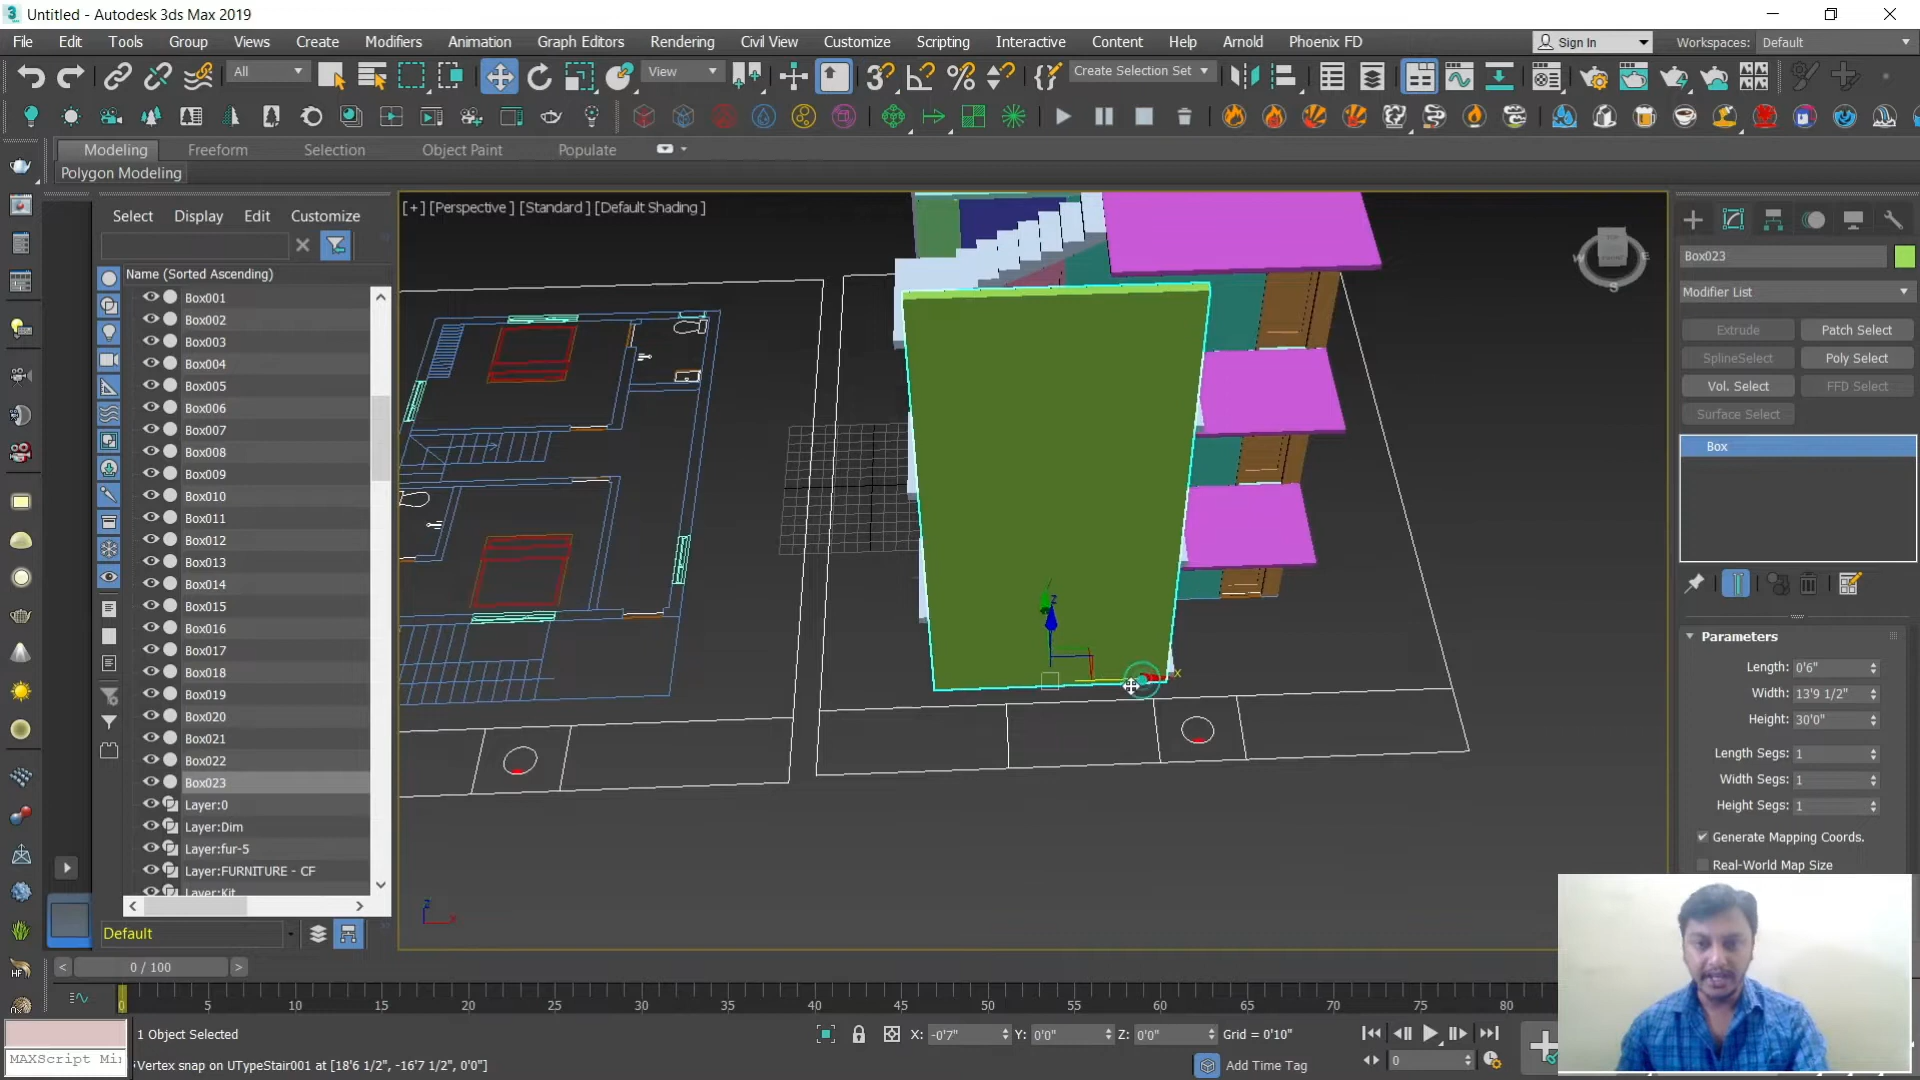 Untitled - Autodesk 3ds Max 2019
File Edit Tools Group Views Create Modifiers Animation Graph Editors Rendering Civil View Customize Scripting Interactive Content Help Arnold Phoenix FD Sign In Workspaces: Default
All View Create Selection Set
Modeling Freeform Selection Object Paint Populate
Polygon Modeling
Select Display Edit Customize
[+] [Perspective ] [Standard ] [Default Shading ]
Name (Sorted Ascending)
Box001
Box002
Box003
Box004
Box005
Box006
Box007
Box008
Box009
Box010
Box011
Box012
Box013
Box014
Box015
Box016
Box017
Box018
Box019
Box020
Box021
Box022
Box023
Layer:0
Layer:Dim
Layer:fur-5
Layer:FURNITURE - CF
Layer:Kit
Default
Box023
Modifier List
Extrude Patch Select
SplineSelect Poly Select
Vol. Select FFD Select
Surface Select
Box
Parameters
Length: 0'6"
Width: 13'9 1/2"
Height: 30'0"
Length Segs: 1
Width Segs: 1
Height Segs: 1
Generate Mapping Coords.
Real-World Map Size
0 / 100
0 5 10 15 20 25 30 35 40 45 50 55 60 65 70 75 80
1 Object Selected X: -0'7" Y: 0'0" Z: 0'0" Grid = 0'10"
MAXScript Mi Vertex snap on UTypeStair001 at [18'6 1/2", -16'7 1/2", 0'0"] Add Time Tag 0